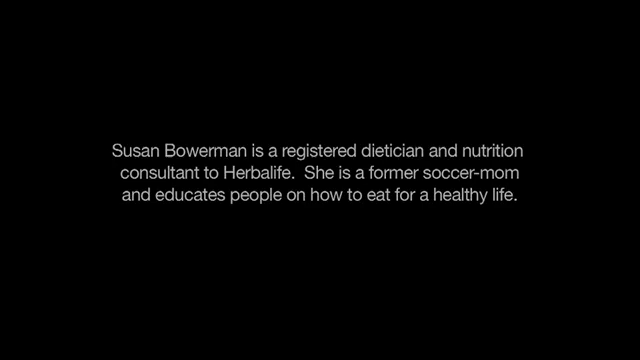 Susan Bowerman is a registered dietician and nutrition
consultant to Herbalife.  She is a former soccer-mom
and educates people on how to eat for a healthy life.